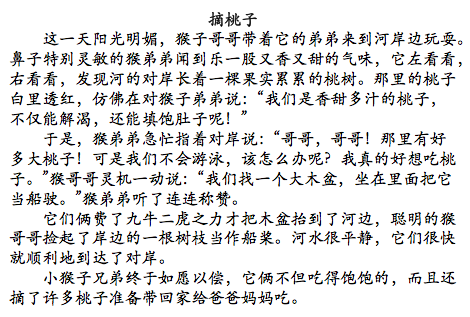 摘桃子
这一天阳光明媚，猴子哥哥带着它的弟弟来到河岸边玩耍。
鼻子特别灵敏的猴弟弟闻到乐一股又香又甜的气味，它左看看，
右看看，发现河的对岸长着一棵果实累累的桃树。那里的桃子
白里透红，仿佛在对猴子弟弟说：“我们是香甜多汁的桃子，
不仅能解渴，还能填饱肚子呢！”
于是，猴弟弟急忙指着对岸说：“哥哥，哥哥！那里有好
多大桃子！可是我们不会游泳，该怎么办呢？我真的好想吃桃
子。”猴哥哥灵机一动说：“我们找一个大木盆，坐在里面把它
当船驶。”猴弟弟听了连连称赞。
它们俩费了九牛二虎之力才把木盆抬到了河边，聪明的猴
哥哥捡起了岸边的一根树枝当作船桨。河水很平静，它们很快
就顺利地到达了对岸。
小猴子兄弟终于如愿以偿，它俩不但吃得饱饱的，而且还
摘了许多桃子准备带回家给爸爸妈妈吃。